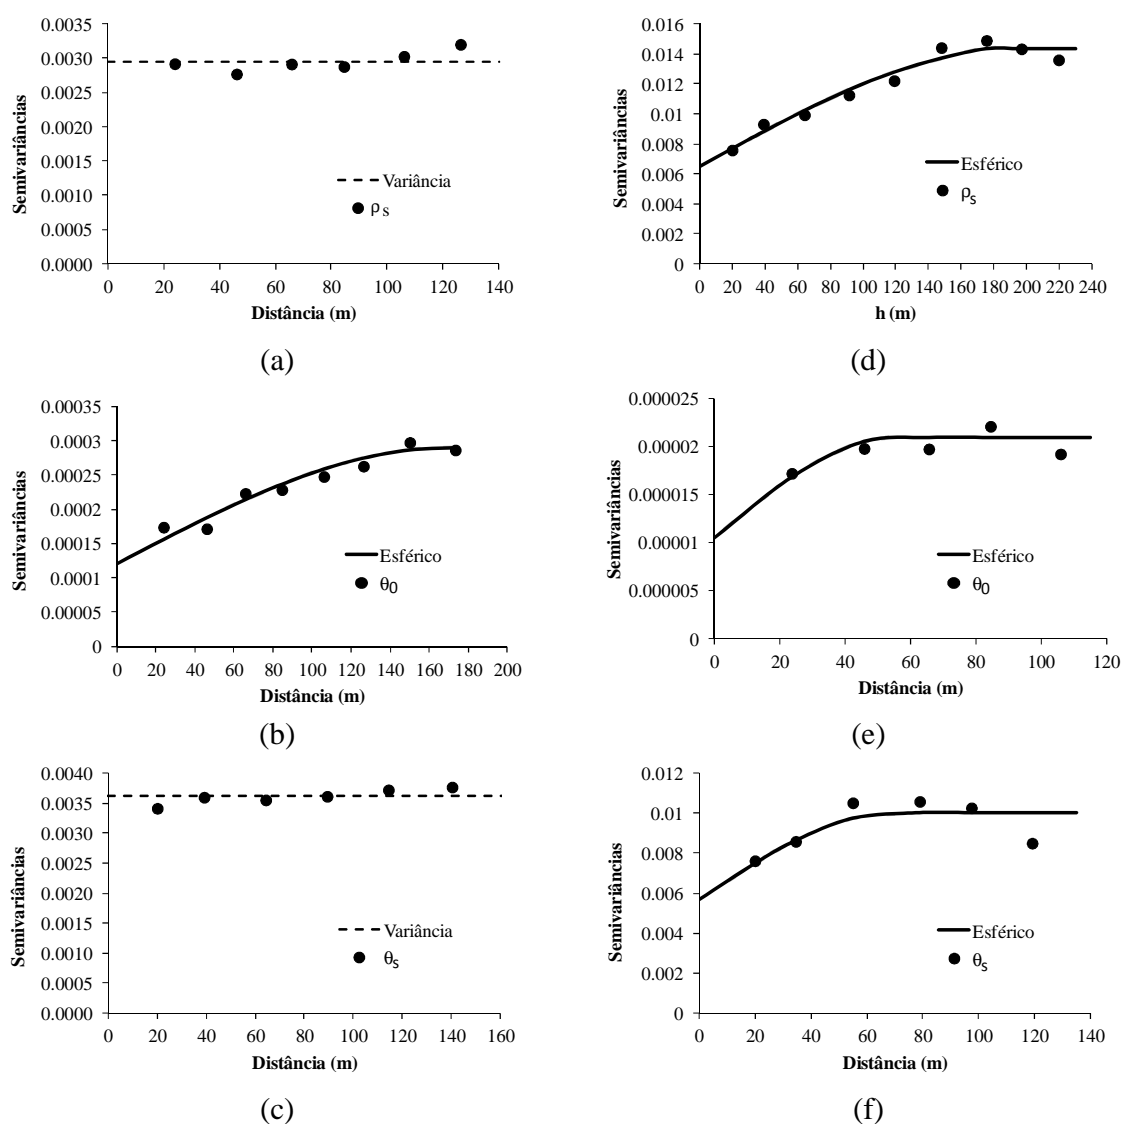 0.0035
0.0030
0.0025
0.0020
0.0015
0.0010
0.0005
0.0000
Semivariâncias
Variância
ρs
0 20 40 60 80 100 120 140
Distância (m)
(a)
0.016
0.014
0.012
0.01
0.008
0.006
0.004
0.002
0
Semivariâncias
Esférico
ρs
0 20 40 60 80 100 120 140 160 180 200 220 240
h (m)
(d)
0.00035
0.0003
0.00025
0.0002
0.00015
0.0001
0.00005
0
Semivariâncias
Esférico
θ0
0 20 40 60 80 100 120 140 160 180 200
Distância (m)
(b)
0.000025
0.00002
0.000015
0.00001
0.000005
0
Semivariâncias
Esférico
θ0
0 20 40 60 80 100 120
Distância (m)
(e)
0.0040
0.0035
0.0030
0.0025
0.0020
0.0015
0.0010
0.0005
0.0000
Semivariâncias
Variância
θs
0 20 40 60 80 100 120 140 160
Distância (m)
(c)
0.012
0.01
0.008
0.006
0.004
0.002
0
Semivariâncias
Esférico
θs
0 20 40 60 80 100 120 140
Distância (m)
(f)